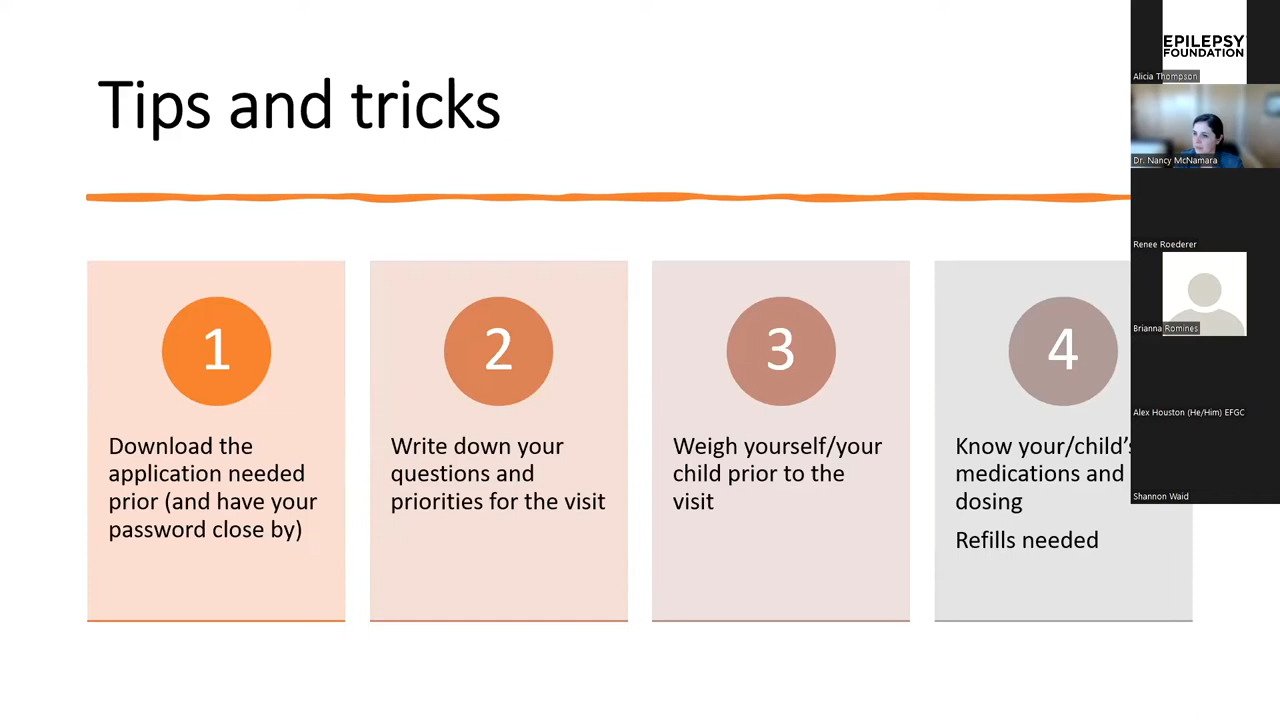 Tips and tricks
1
Download the
application needed
prior (and have your
password close by)
2
Write down your
questions and
priorities for the visit
3
Weigh yourself/your
child prior to the
visit
4
Know your/child's
medications and
dosing
Refills needed
EPILEPSY
FOUNDATION
Alicia Thompson
Dr. Nancy McNamara
Renee Roederer
Brianna Romines
Alex Houston (He/Him) EFGC
Shannon Waid